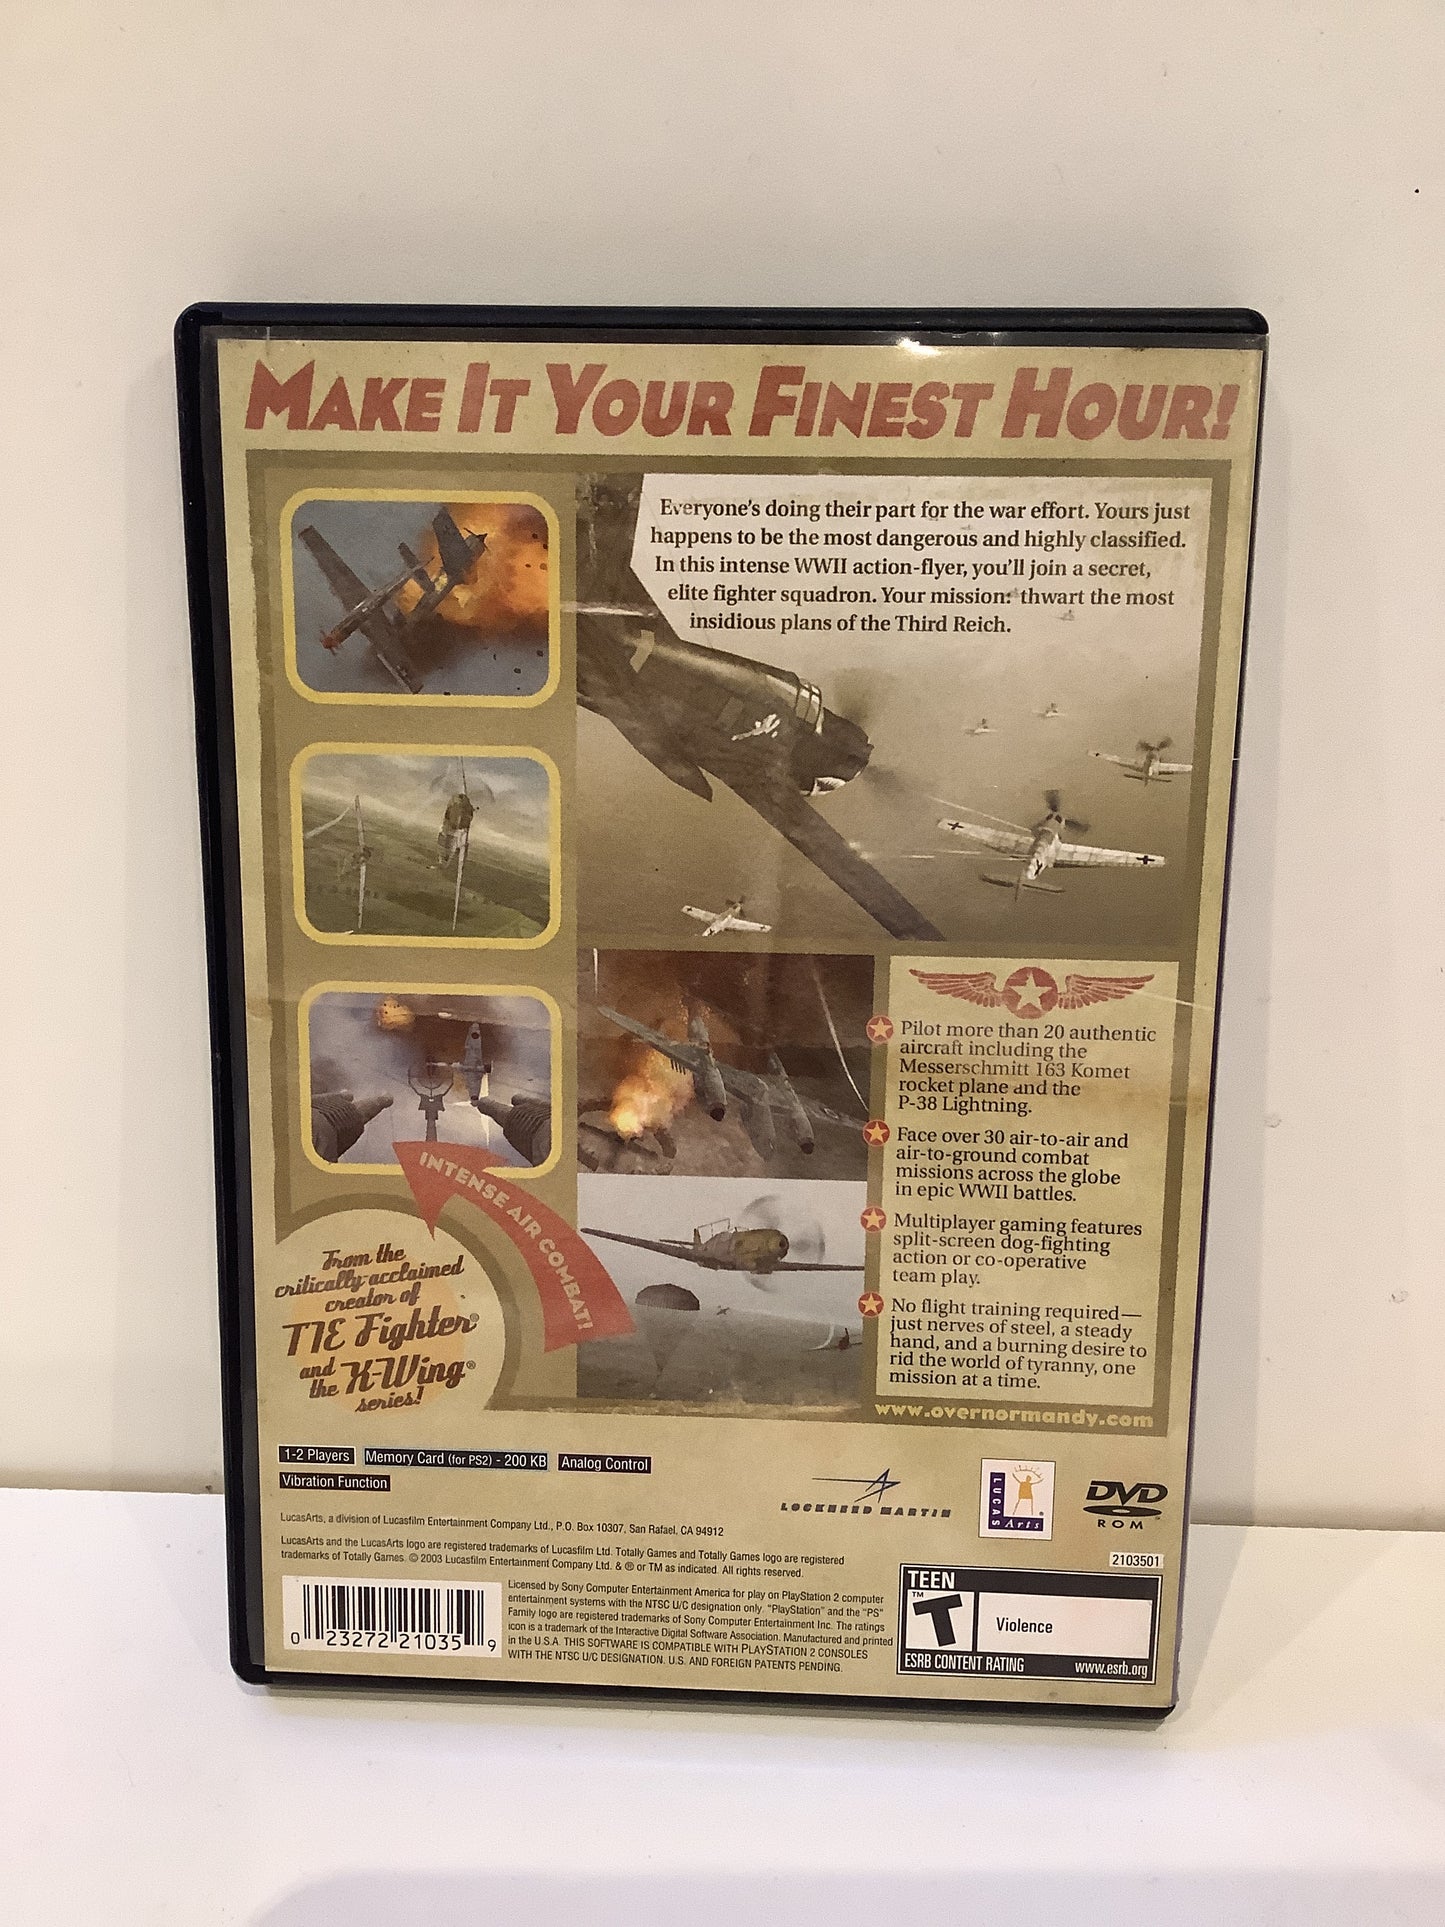 MAKE IT YOUR FINEST HOUR!
Everyone's doing their part for the war effort. Yours just
happens to be the most dangerous and highly classified.
In this intense WWII action-flyer, you'll join a secret,
elite fighter squadron. Your mission: thwart the most
insidious plans of the Third Reich.
Pilot more than 20 authentic
aircraft including the
Messerschmitt 163 Komet
rocket plane and the
P-38 Lightning.
Face over 30 air-to-air and
air-to-ground combat
missions across the globe
in epic WWII battles.
Multiplayer gaming features
split-screen dog-fighting
action or co-operative
team play.
No flight training required—
just nerves of steel, a steady
hand, and a burning desire to
rid the world of tyranny, one
mission at a time.
www.overnormandy.com
INTENSE AIR COMBAT!
From the
critically-acclaimed
creator of
TIE Fighter®
and X-Wing®
the
series!
1-2 Players Memory Card (for PS2) - 200 KB Analog Control
Vibration Function
LOCKHEED MARTIN
LUCAS Arts ®
DVD
ROM ™
LucasArts, a division of Lucasfilm Entertainment Company Ltd., P.O. Box 10307, San Rafael, CA 94912
LucasArts and the LucasArts logo are registered trademarks of Lucasfilm Ltd. Totally Games and Totally Games logo are registered
trademarks of Totally Games. © 2003 Lucasfilm Entertainment Company Ltd. & ® or TM as indicated. All rights reserved.
2103501
Licensed by Sony Computer Entertainment America for play on PlayStation 2 computer
entertainment systems with the NTSC U/C designation only. "PlayStation" and the "PS"
Family logo are registered trademarks of Sony Computer Entertainment Inc. The ratings
icon is a trademark of the Interactive Digital Software Association. Manufactured and printed
in the U.S.A. THIS SOFTWARE IS COMPATIBLE WITH PLAYSTATION 2 CONSOLES
WITH THE NTSC U/C DESIGNATION. U.S. AND FOREIGN PATENTS PENDING.
0 23272 21035 9
TEEN
™
T
Violence
ESRB CONTENT RATING www.esrb.org